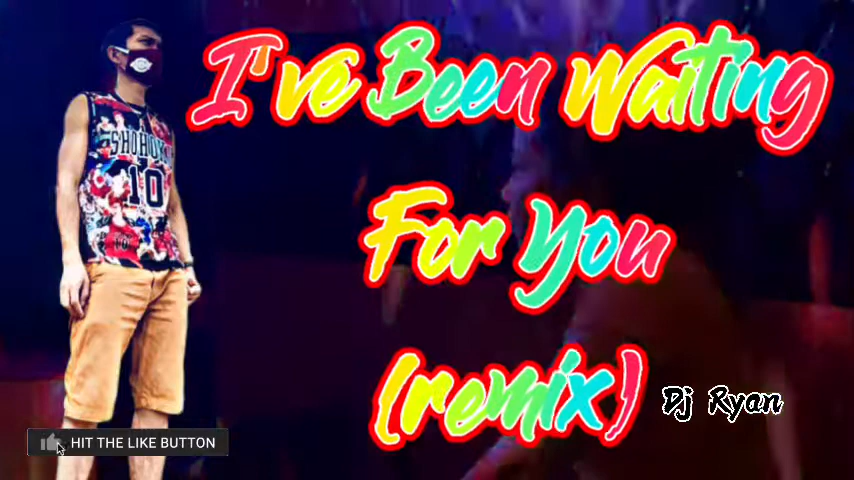 I've Been Waiting
For You
(remix)
Dj Ryan
SHOHOKU
10
HIT THE LIKE BUTTON